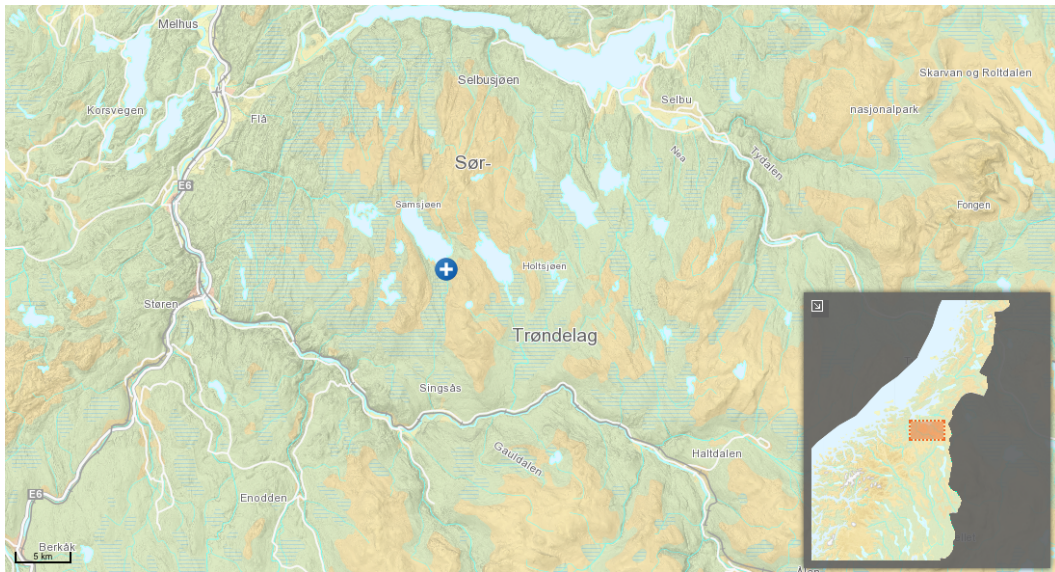 Melhus
Skarvan og Roltdalen
Selbusjøen
Selbu
nasjonalpark
Korsvegen
Flå
Nea
Tydalen
Sør-
E6
Samsjøen
Fongen
Holtsjøen
Støren
Trøndelag
Singsås
Gauldalen
Haltdalen
E6
Enodden
Berkåk
5 km
Ålen